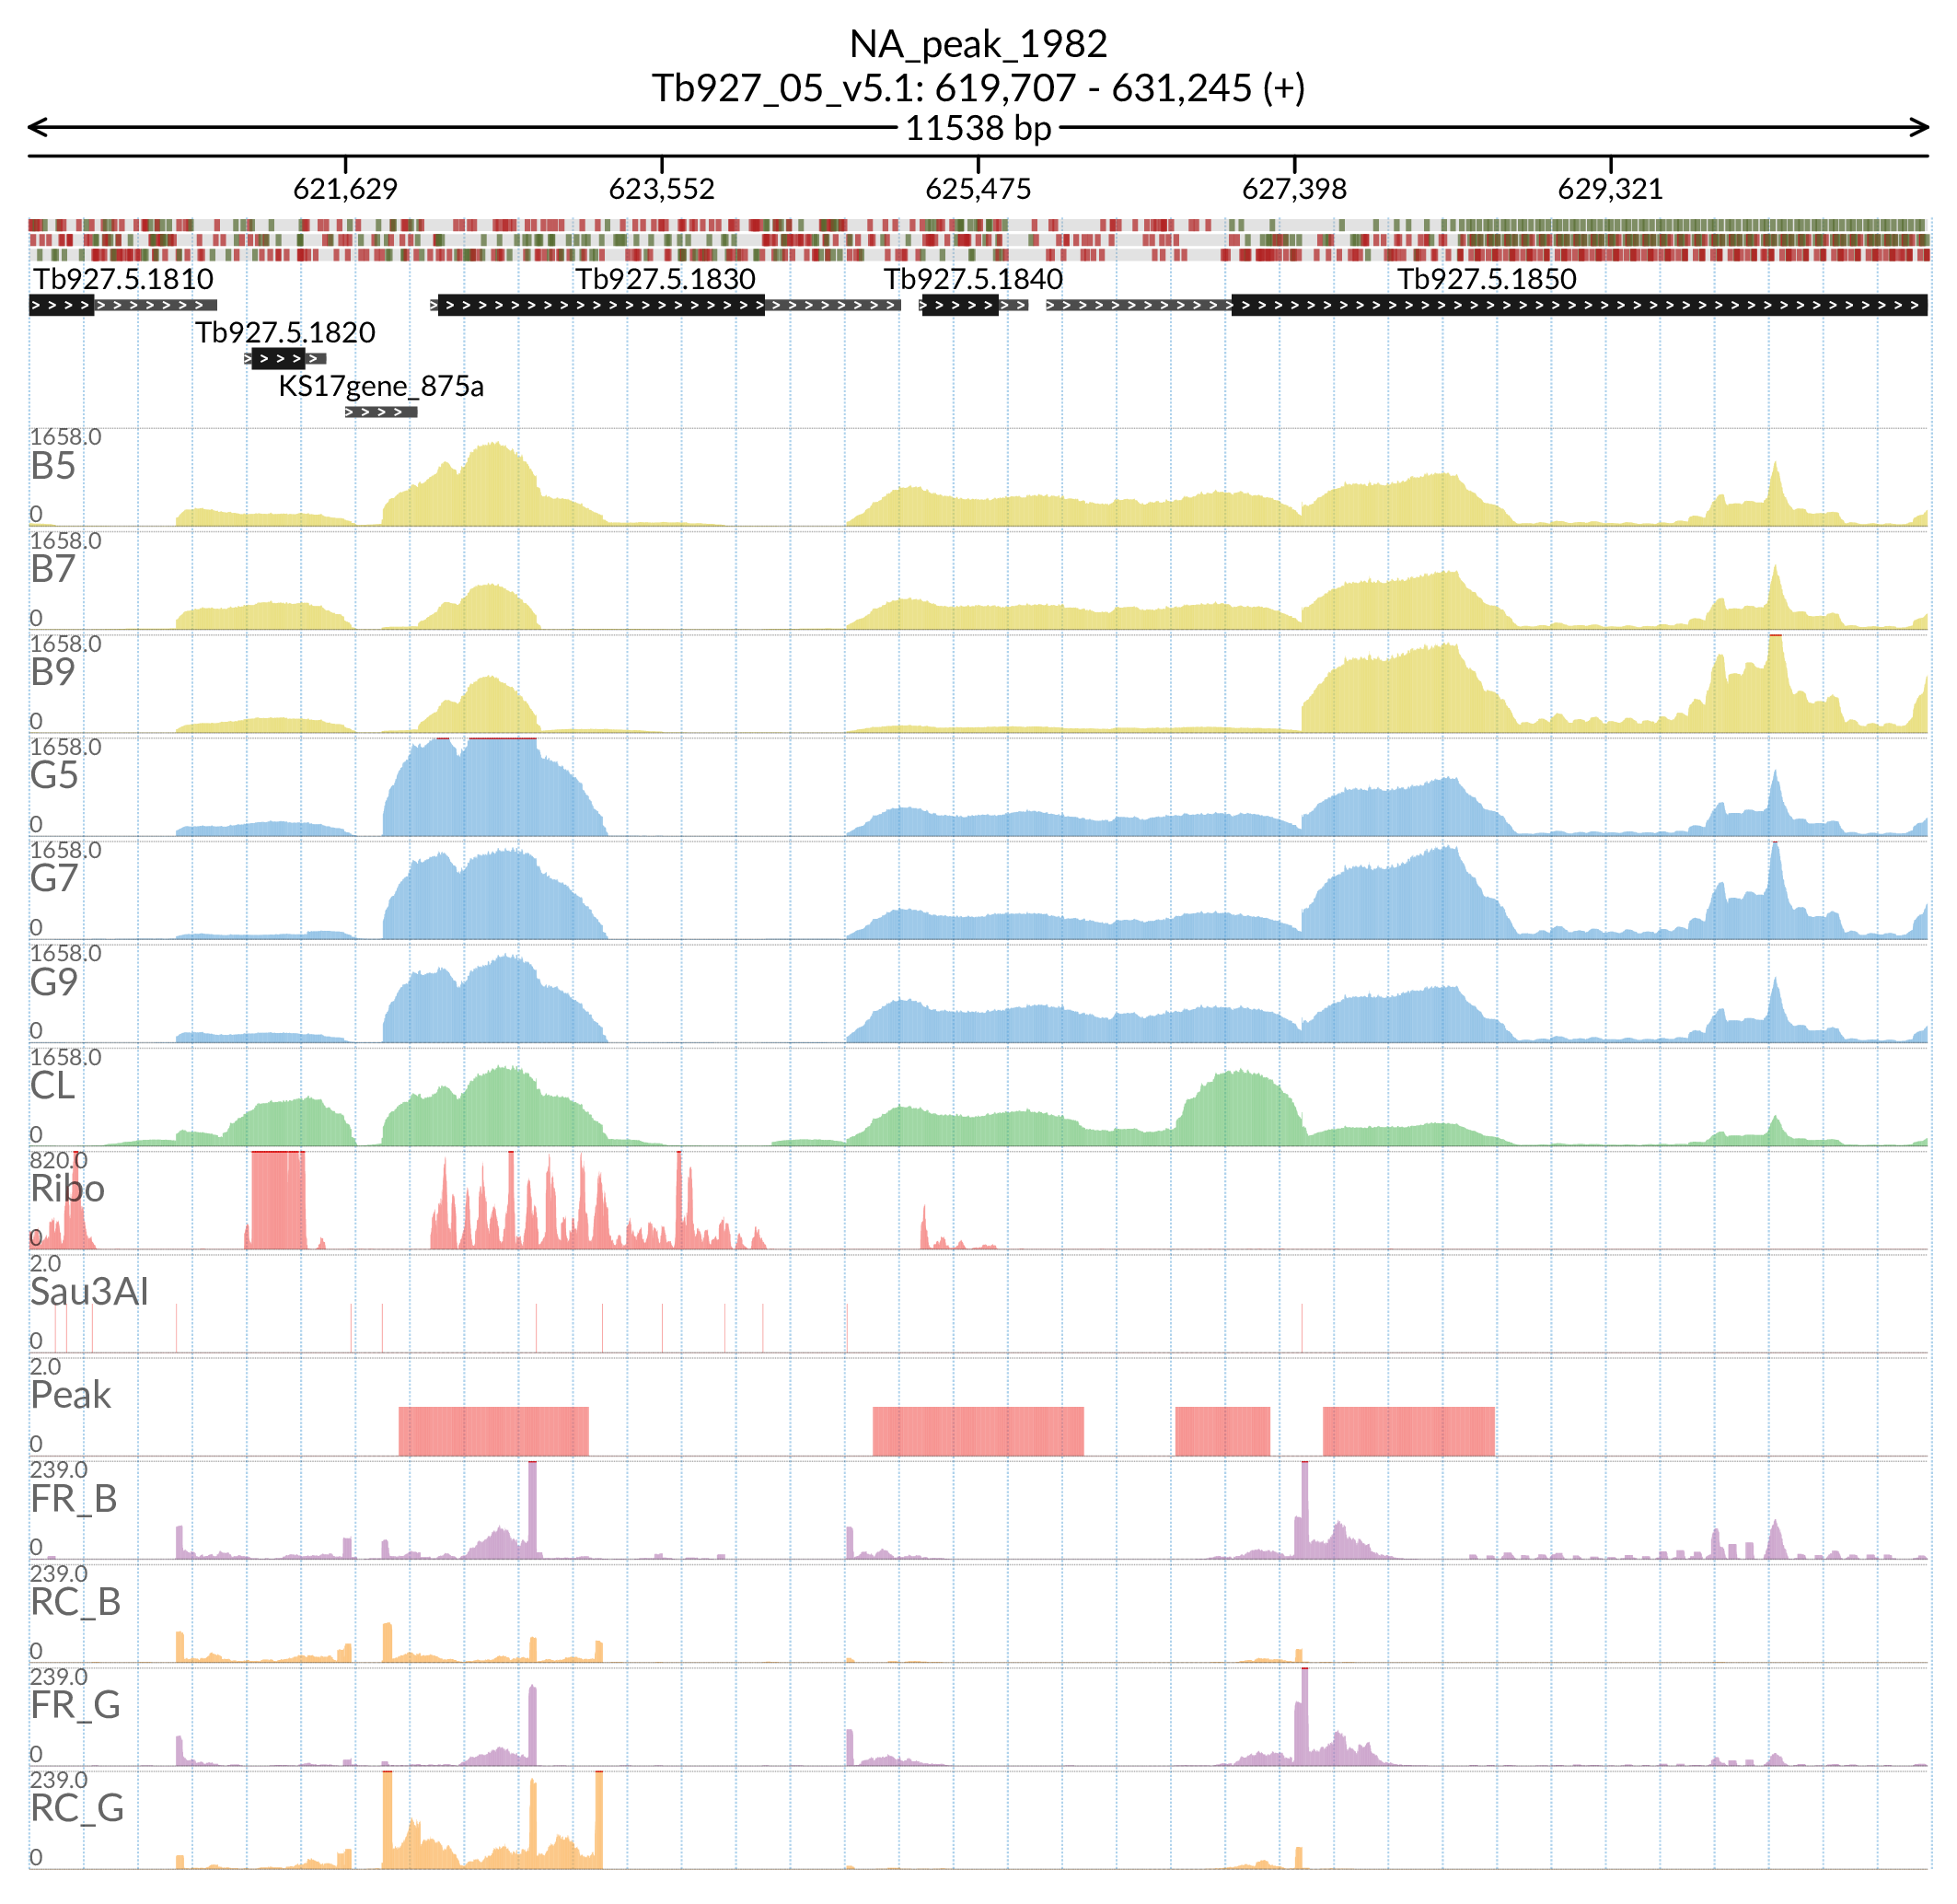 NA_peak_1982
Tb927_05_v5.1: 619,707 - 631,245 (+)
11538 bp
621,629 623,552 625,475 627,398 629,321
Tb927.5.1810 Tb927.5.1830 Tb927.5.1840 Tb927.5.1850
Tb927.5.1820
KS17gene_875a
1658.0
B5
0
1658.0
B7
0
1658.0
B9
0
1658.0
G5
0
1658.0
G7
0
1658.0
G9
0
1658.0
CL
0
820.0
Ribo
0
2.0
Sau3AI
0
2.0
Peak
0
239.0
FR_B
0
239.0
RC_B
0
239.0
FR_G
0
239.0
RC_G
0